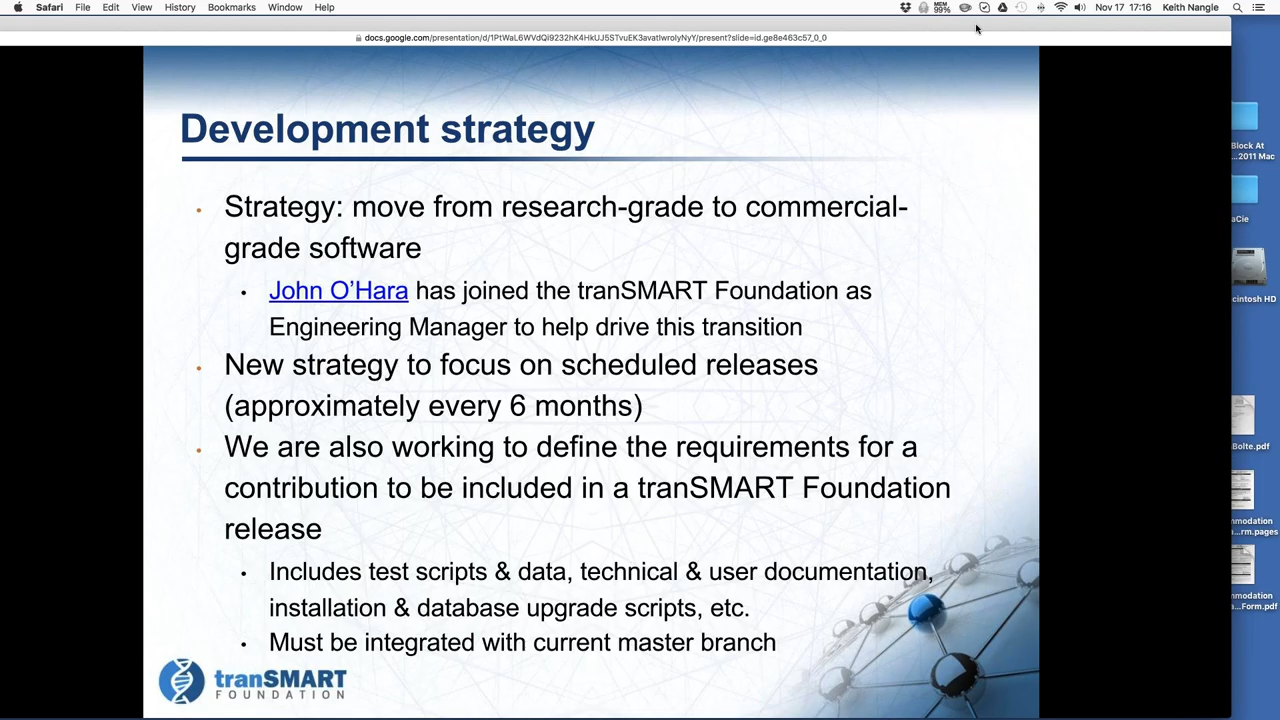 Safari File Edit View History Bookmarks Window Help MEM 99% Nov 17 17:16 Keith Nangle
docs.google.com/presentation/d/1PtWaL6WVdQi9232hK4HkUJ5STvuEK3avatlwrolyNyY/present?slide=id.ge8e463c57_0_0
Development strategy
• Strategy: move from research-grade to commercial-
grade software
• John O’Hara has joined the tranSMART Foundation as
Engineering Manager to help drive this transition
• New strategy to focus on scheduled releases
(approximately every 6 months)
• We are also working to define the requirements for a
contribution to be included in a tranSMART Foundation
release
• Includes test scripts & data, technical & user documentation,
installation & database upgrade scripts, etc.
• Must be integrated with current master branch
tranSMART
FOUNDATION
Block At
...2011 Mac
aCie
cintosh HD
Bolte.pdf
mmodation
...rm.pages
mmodation
...Form.pdf